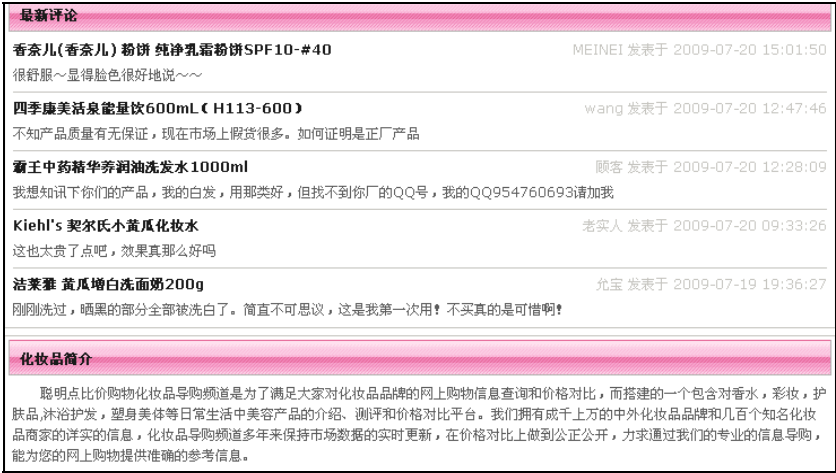 最新评论
香奈儿(香奈儿) 粉饼 纯净乳霜粉饼SPF10-#40 MEINEI 发表于 2009-07-20 15:01:50
很舒服～显得脸色很好地说～～
四季康美活泉能量饮600mL（H113-600） wang 发表于 2009-07-20 12:47:46
不知产品质量有无保证，现在市场上假货很多。如何证明是正厂产品
霸王中药精华养润油洗发水1000ml 顾客 发表于 2009-07-20 12:28:09
我想知讯下你们的产品，我的白发，用那类好，但找不到你厂的QQ号，我的QQ954760693请加我
Kiehl's 契尔氏小黄瓜化妆水 老实人 发表于 2009-07-20 09:33:26
这也太贵了点吧，效果真那么好吗
洁莱雅 黄瓜增白洗面奶200g 允宝 发表于 2009-07-19 19:36:27
刚刚洗过，晒黑的部分全部被洗白了。简直不可思议，这是我第一次用！不买真的是可惜啊！
化妆品简介
聪明点比价购物化妆品导购频道是为了满足大家对化妆品品牌的网上购物信息查询和价格对比，而搭建的一个包含对香水，彩妆，护
肤品,沐浴护发，塑身美体等日常生活中美容产品的介绍、测评和价格对比平台。我们拥有成千上万的中外化妆品品牌和几百个知名化妆
品商家的详实的信息，化妆品导购频道多年来保持市场数据的实时更新，在价格对比上做到公正公开，力求通过我们的专业的信息导购，
能为您的网上购物提供准确的参考信息。